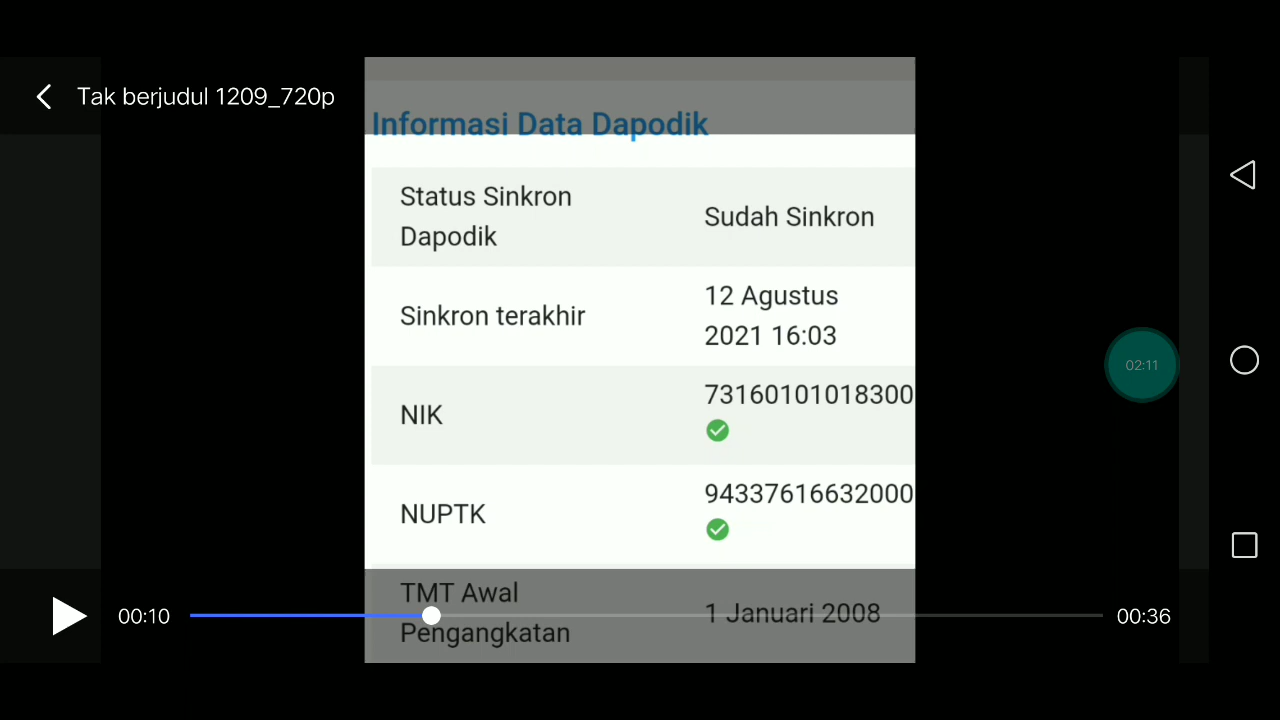 Tak berjudul 1209_720p
Informasi Data Dapodik
Status Sinkron
Dapodik
Sudah Sinkron
Sinkron terakhir
12 Agustus
2021 16:03
NIK
73160101018300
NUPTK
94337616632000
TMT Awal
Pengangkatan
1 Januari 2008
02:11
00:10
00:36